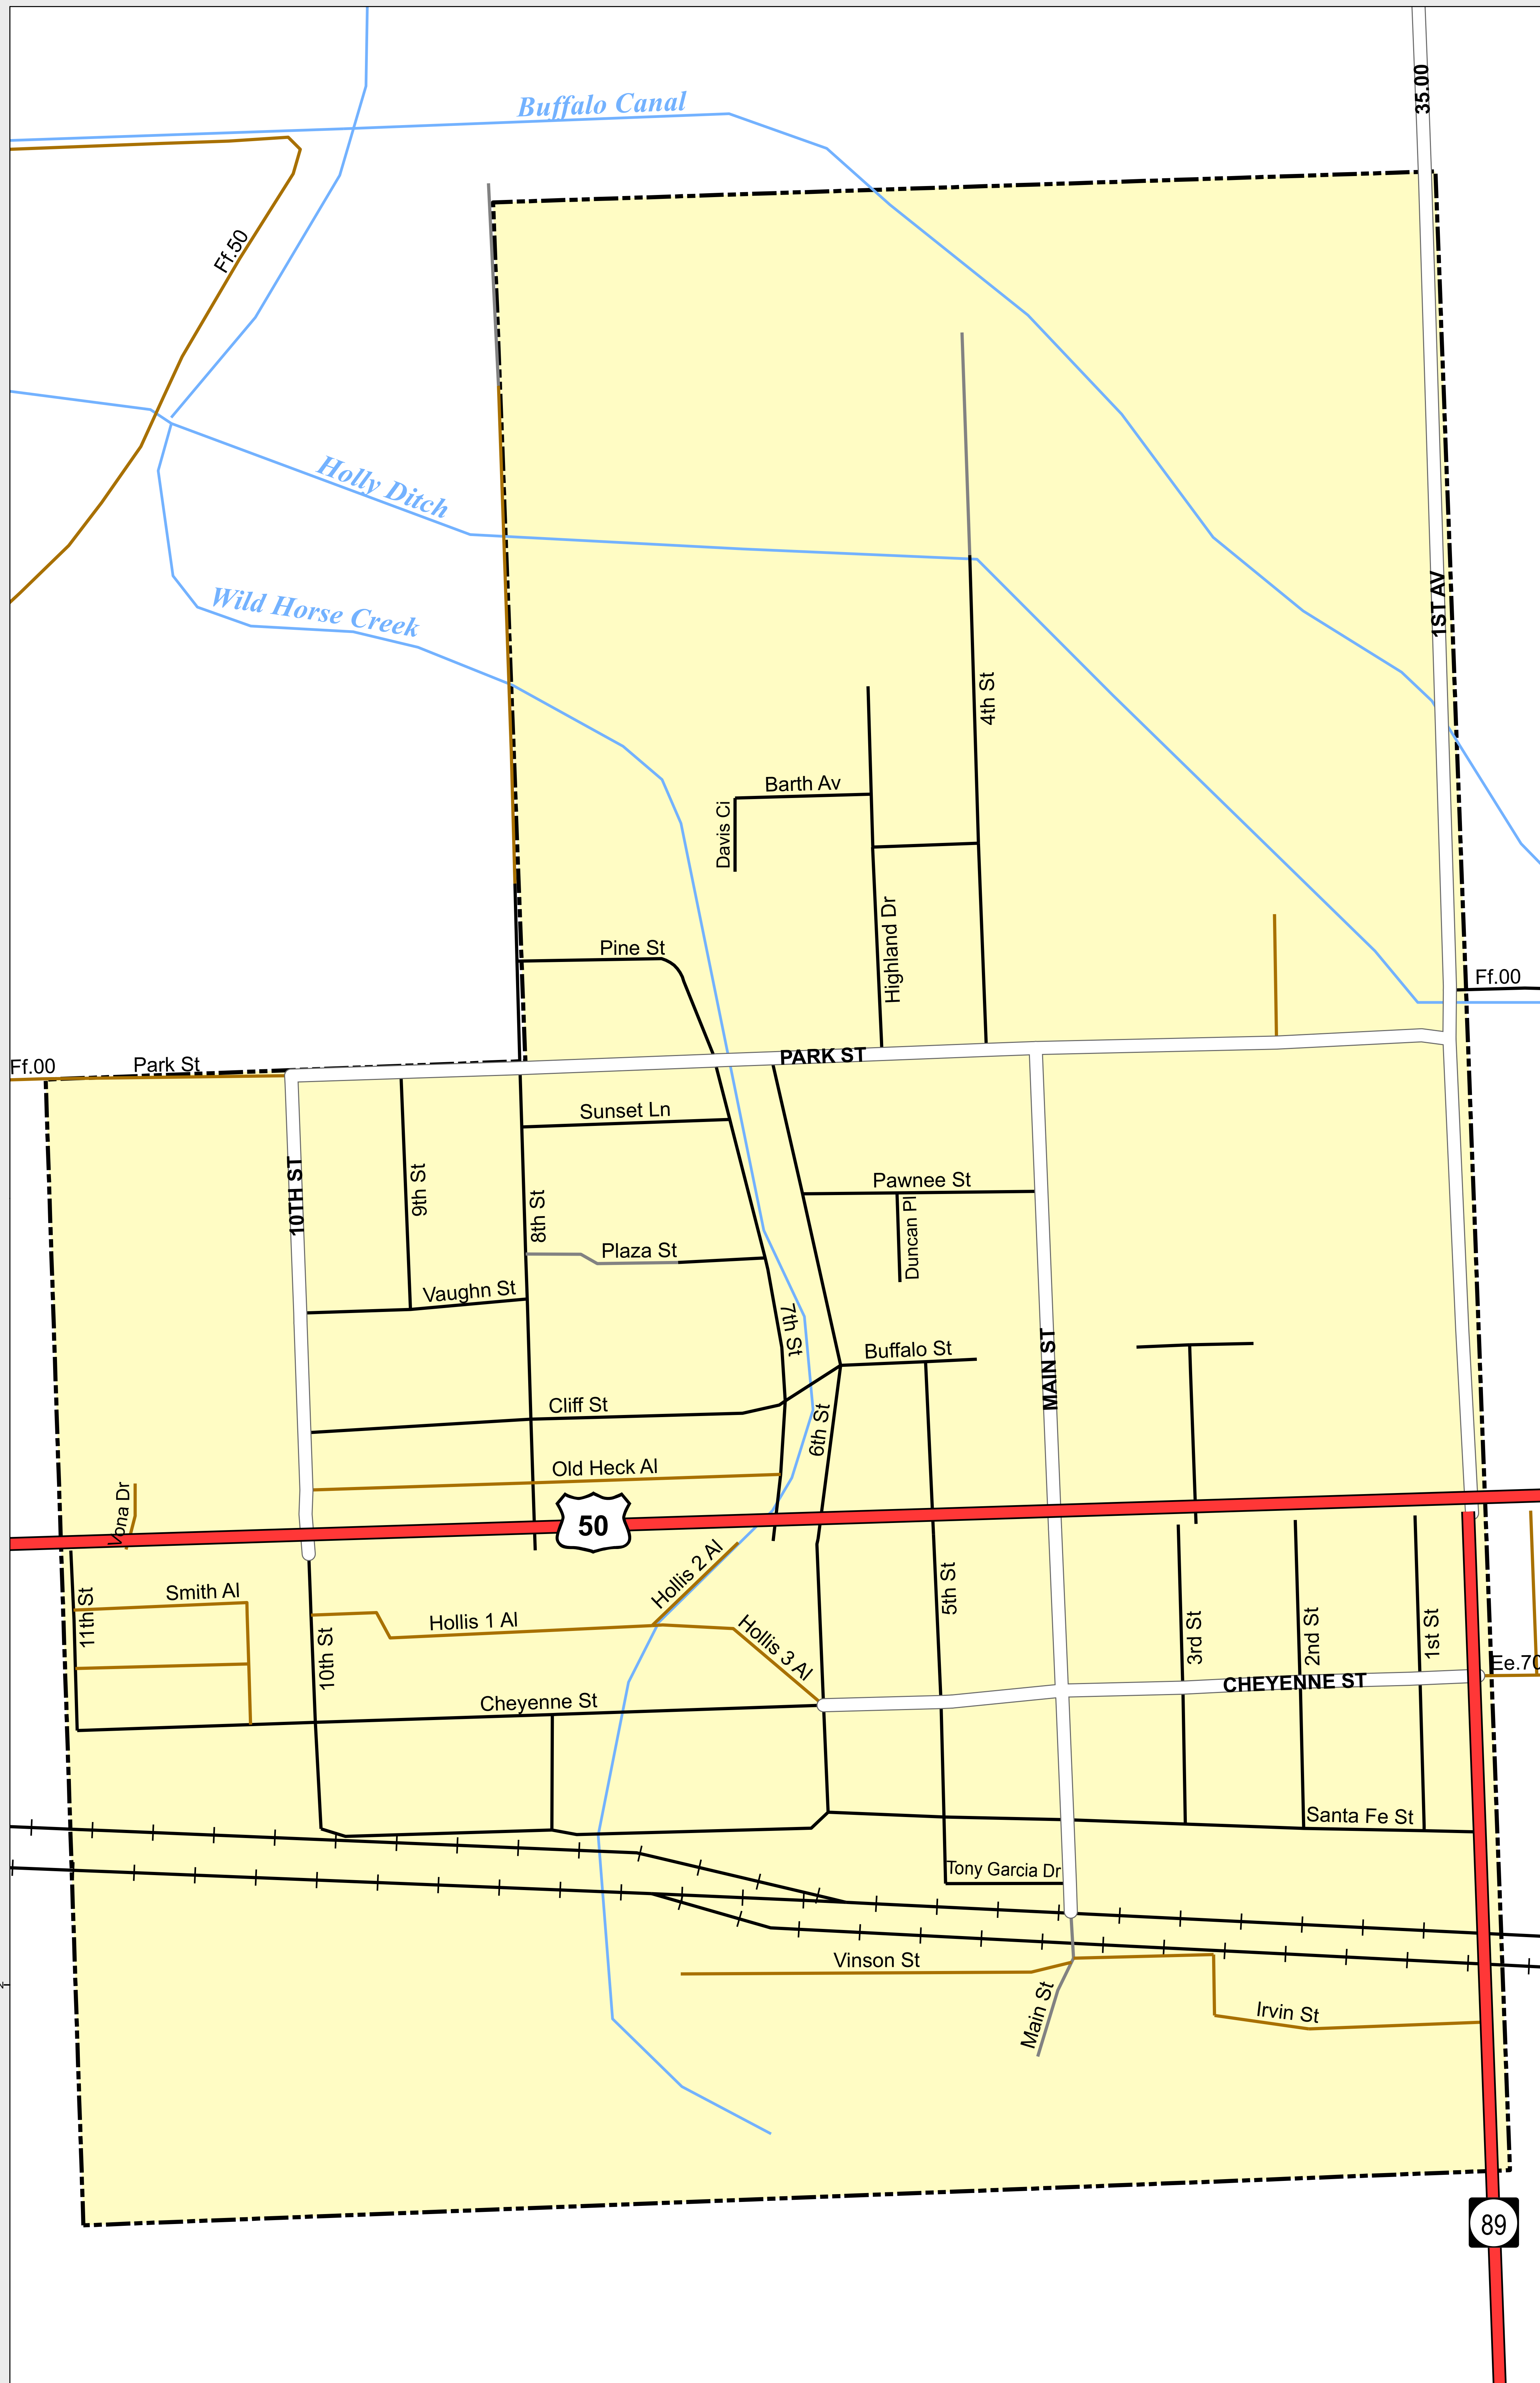 35.00
Buffalo Canal
Ff.50
Holly Ditch
Wild Horse Creek
1ST AV
4th St
Barth Av
Davis Ci
Highland Dr
Pine St
Ff.00
PARK ST
Ff.00
Park St
Sunset Ln
10TH ST
9th St
8th St
Pawnee St
Duncan Pl
Plaza St
Vaughn St
7th St
Buffalo St
MAIN ST
Cliff St
6th St
Old Heck Al
Vona Dr
50
Hollis 2 Al
Smith Al
11th St
5th St
Hollis 1 Al
10th St
Hollis 3 Al
3rd St
2nd St
1st St
Ee.70
CHEYENNE ST
Cheyenne St
Santa Fe St
Tony Garcia Dr
Vinson St
Main St
Irvin St
89